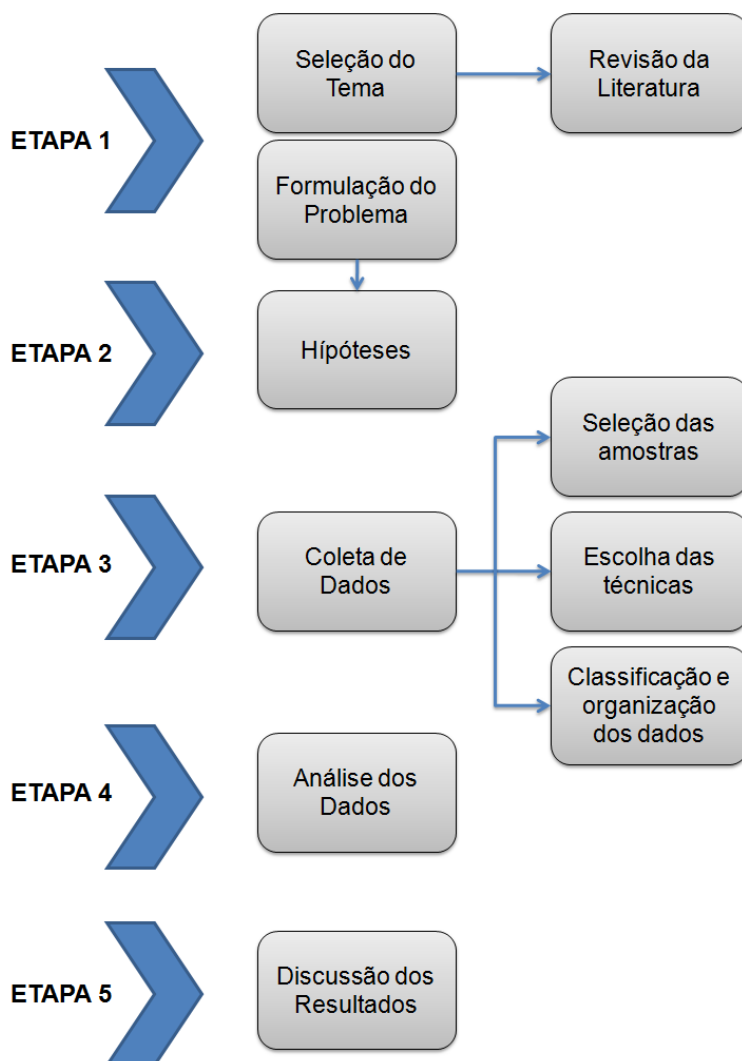 ETAPA 1
Seleção do
Tema
Revisão da
Literatura
Formulação do
Problema
ETAPA 2
Hípóteses
ETAPA 3
Coleta de
Dados
Seleção das
amostras
Escolha das
técnicas
Classificação e
organização
dos dados
ETAPA 4
Análise dos
Dados
ETAPA 5
Discussão dos
Resultados